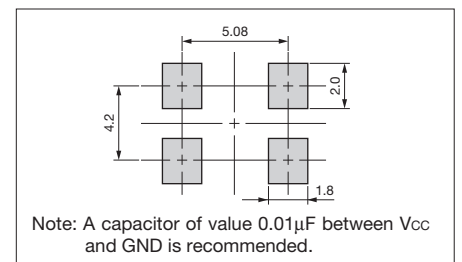 5.08
2.0
4.2
1.8
Note: A capacitor of value 0.01µF between Vcc
and GND is recommended.